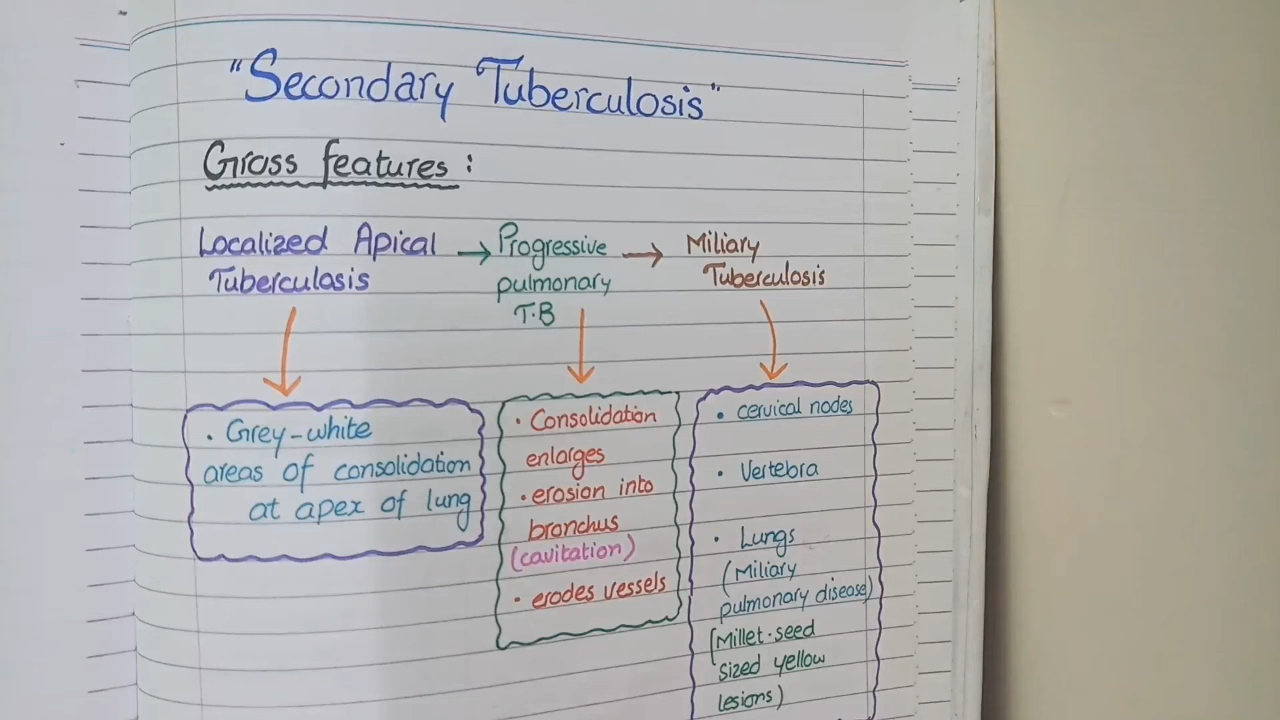 "Secondary Tuberculosis"
Gross features :
Localized Apical
Tuberculosis
→ Progressive
pulmonary
T.B
→ Miliary
Tuberculosis
. Grey-white
areas of consolidation
at apex of lung
. Consolidation
enlarges
. erosion into
bronchus
(cavitation)
. erodes vessels
. cervical nodes
. Vertebra
. Lungs
(Miliary
pulmonary disease)
[Millet-seed
sized yellow
lesions)